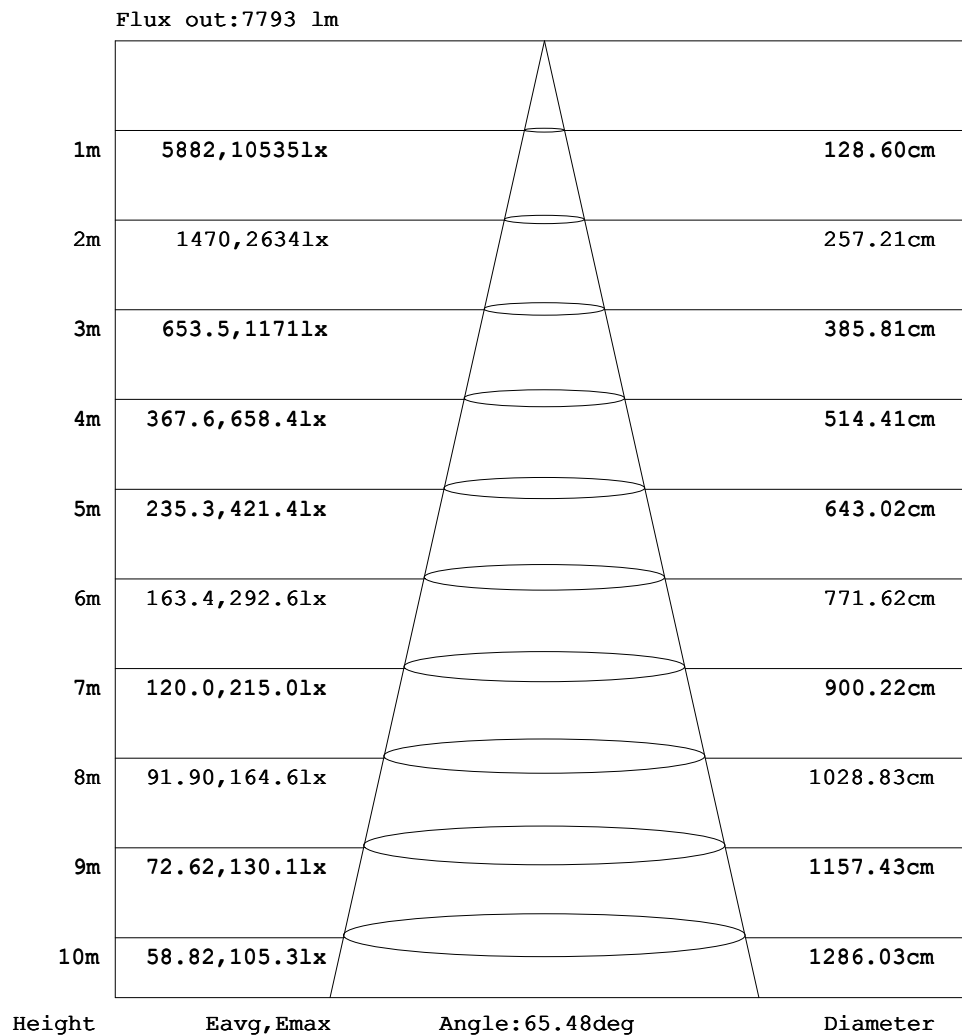 Flux out:7793 lm
1m 5882,10535lx 128.60cm
2m 1470,2634lx 257.21cm
3m 653.5,1171lx 385.81cm
4m 367.6,658.4lx 514.41cm
5m 235.3,421.4lx 643.02cm
6m 163.4,292.6lx 771.62cm
7m 120.0,215.0lx 900.22cm
8m 91.90,164.6lx 1028.83cm
9m 72.62,130.1lx 1157.43cm
10m 58.82,105.3lx 1286.03cm
Height Eavg,Emax Angle:65.48deg Diameter